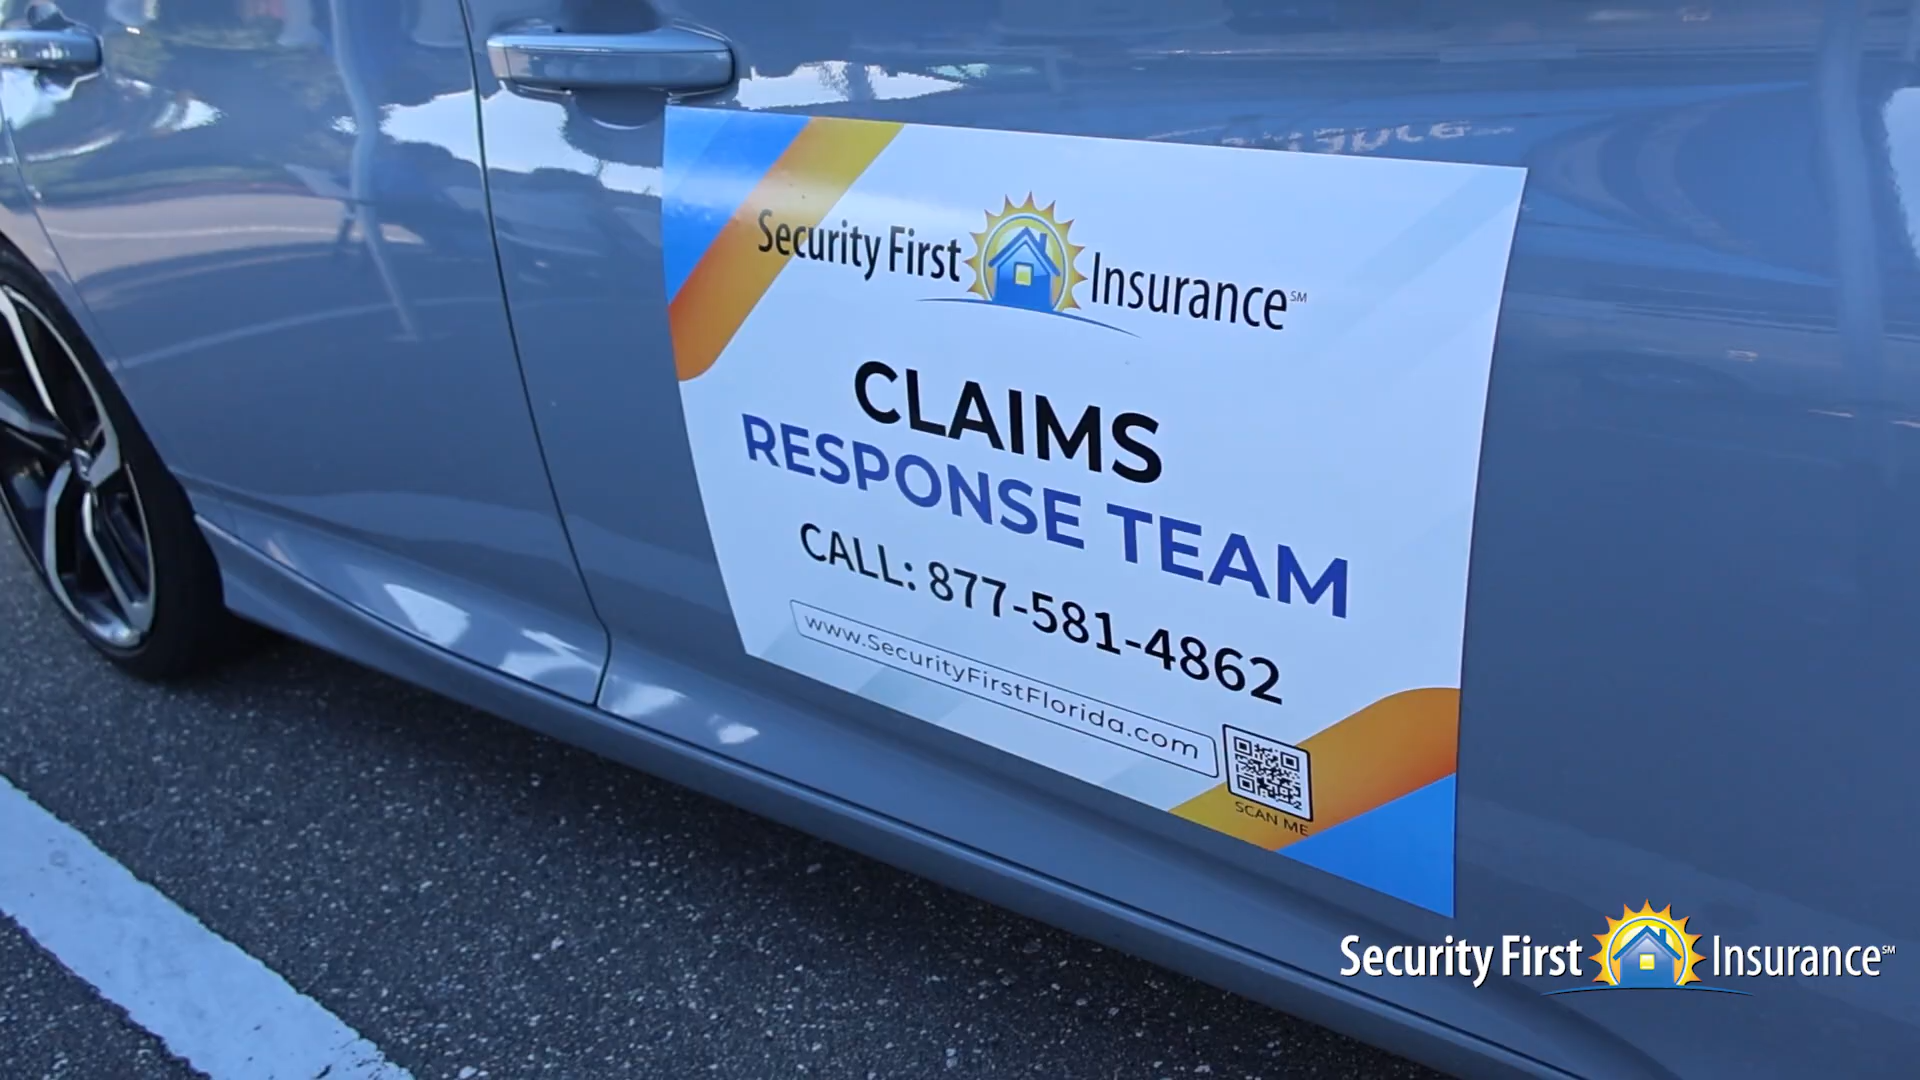 Security First Insurance℠
CLAIMS
RESPONSE TEAM
CALL: 877-581-4862
www.SecurityFirstFlorida.com
SCAN ME
Security First Insurance℠